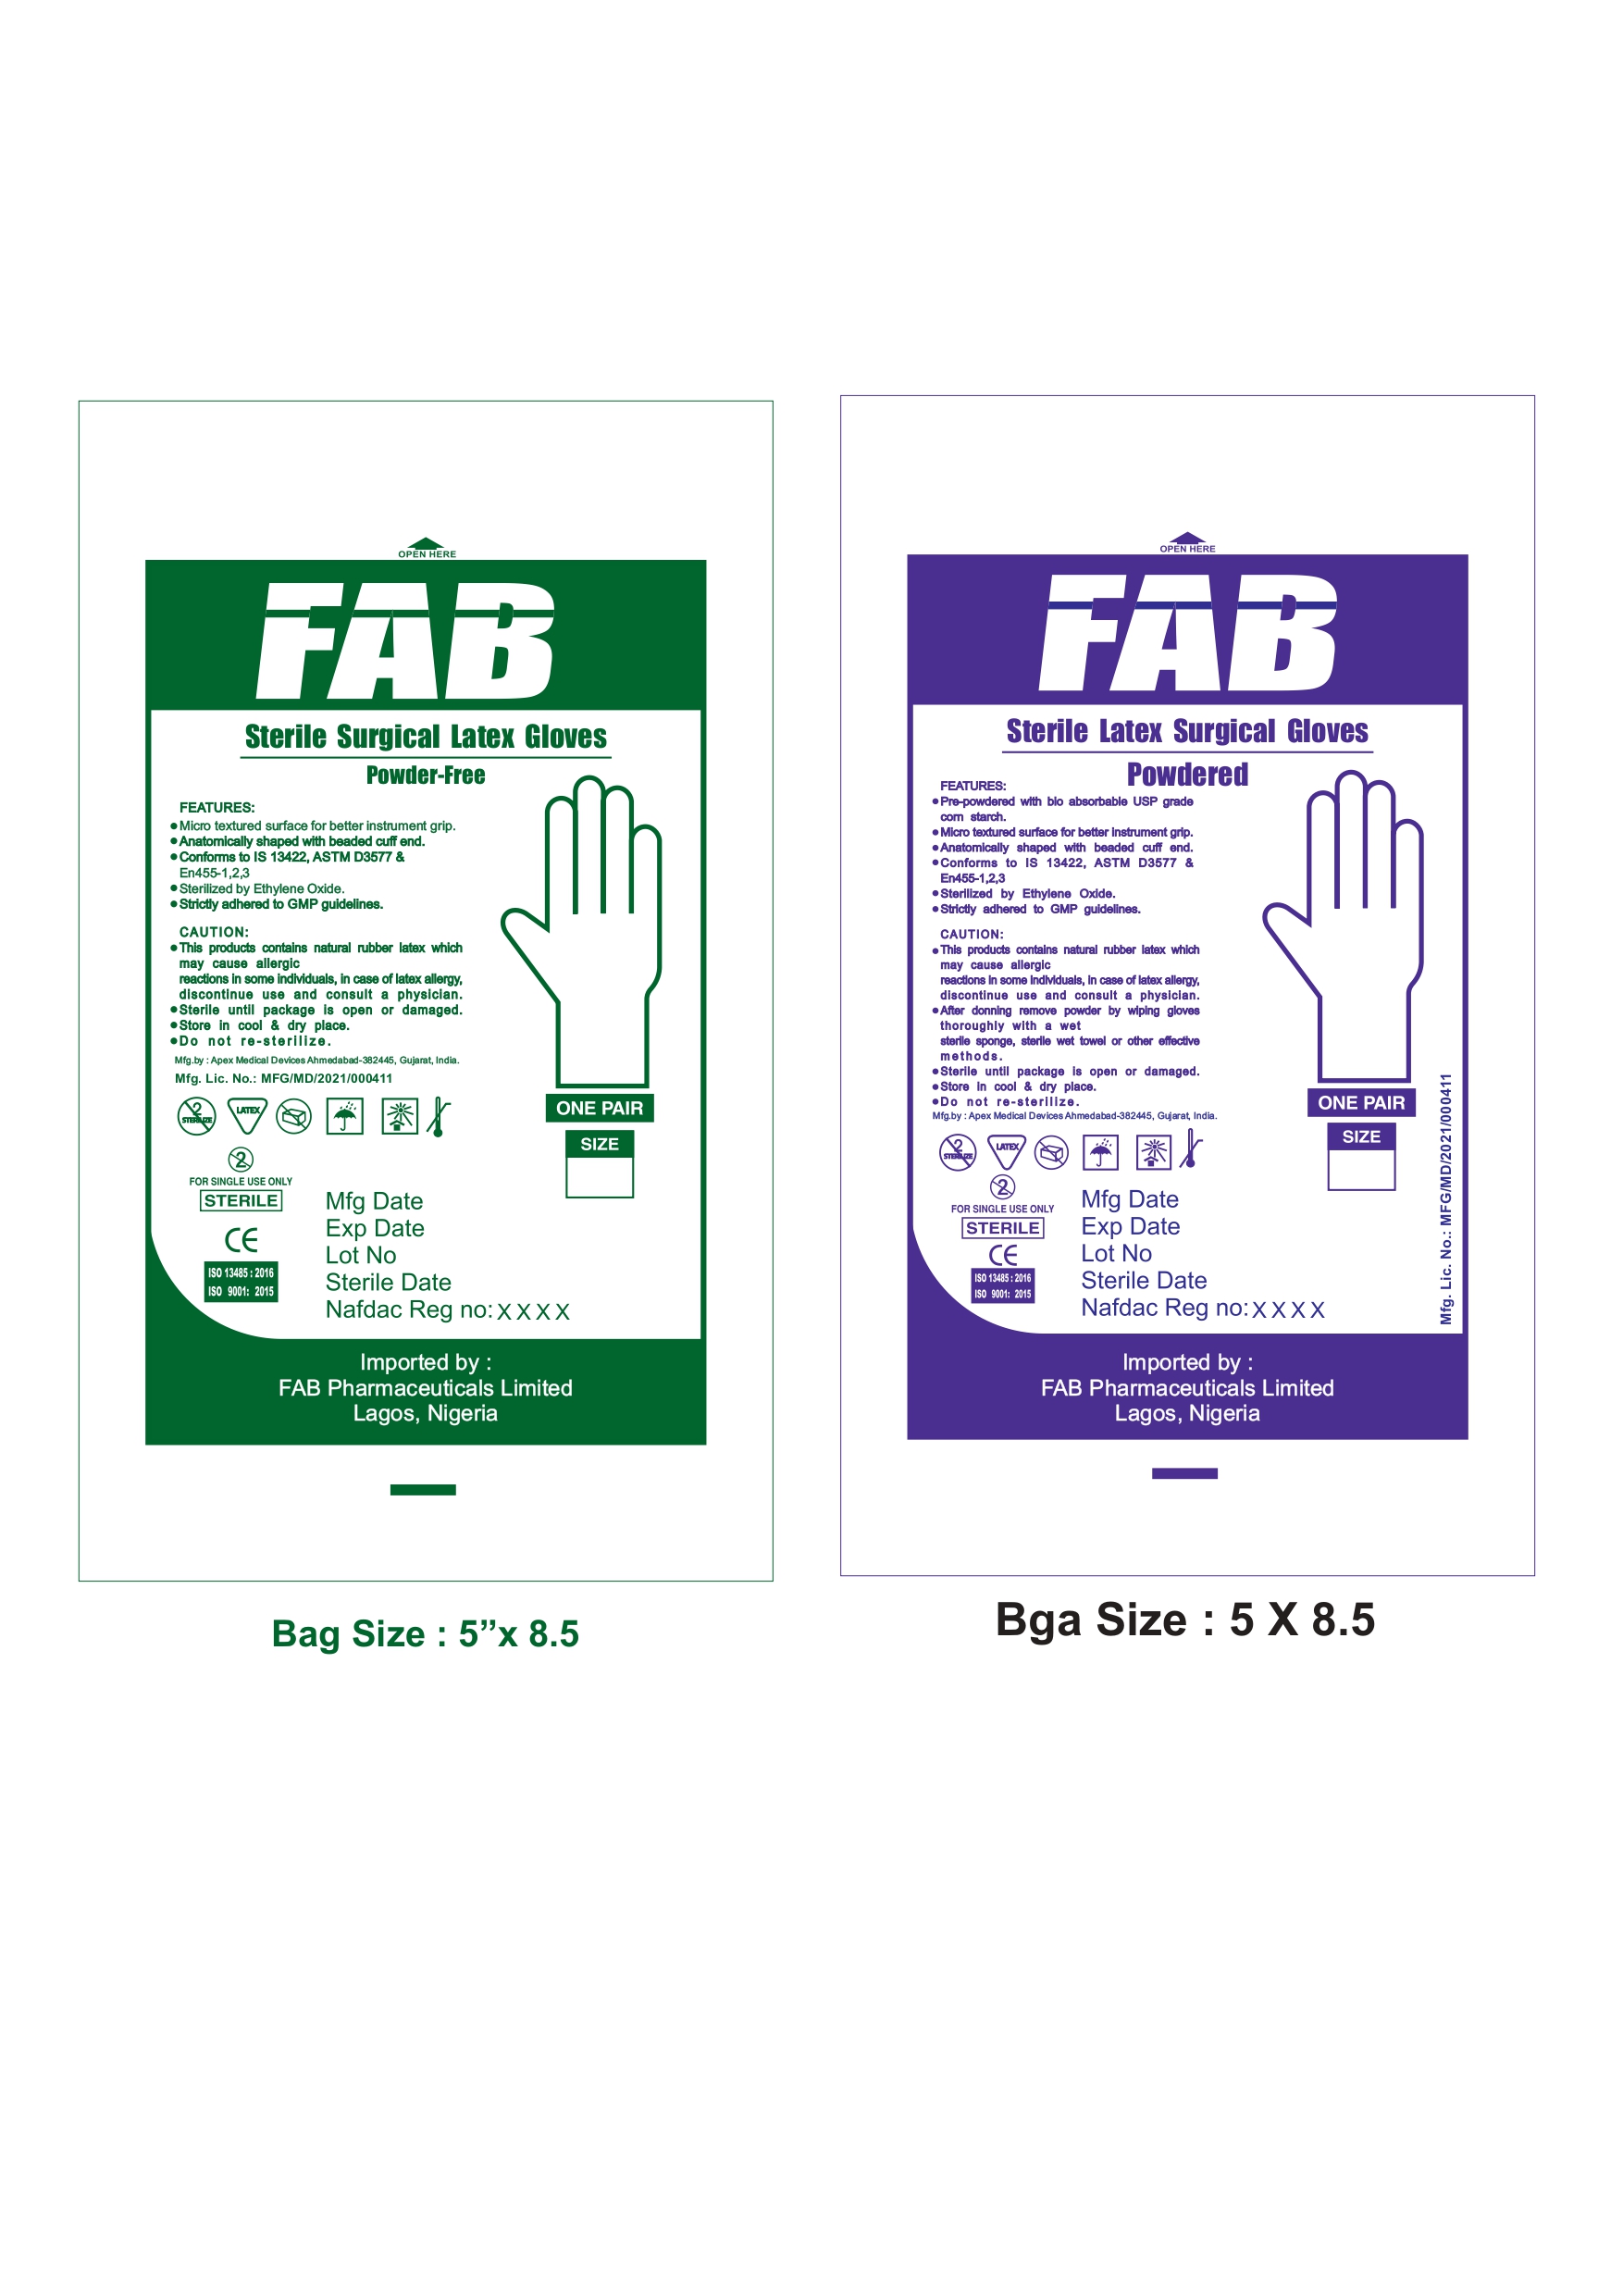 OPEN HERE
FAB
Sterile Surgical Latex Gloves
Powder-Free
FEATURES:
●Micro textured surface for better instrument grip.
●Anatomically shaped with beaded cuff end.
●Conforms to IS 13422, ASTM D3577 &
En455-1,2,3
●Sterilized by Ethylene Oxide.
●Strictly adhered to GMP guidelines.
CAUTION:
●This products contains natural rubber latex which
may cause allergic
reactions in some individuals, in case of latex allergy,
discontinue use and consult a physician.
●Sterile until package is open or damaged.
●Store in cool & dry place.
●Do not re-sterilize.
Mfg.by : Apex Medical Devices Ahmedabad-382445, Gujarat, India.
Mfg. Lic. No.: MFG/MD/2021/000411
2
STERILIZE
LATEX
ONE PAIR
SIZE
2
FOR SINGLE USE ONLY
STERILE
CE
ISO 13485 : 2016
ISO 9001: 2015
Mfg Date
Exp Date
Lot No
Sterile Date
Nafdac Reg no: X X X X
Imported by :
FAB Pharmaceuticals Limited
Lagos, Nigeria
Bag Size : 5”x 8.5
OPEN HERE
FAB
Sterile Latex Surgical Gloves
Powdered
FEATURES:
●Pre-powdered with bio absorbable USP grade
corn starch.
●Micro textured surface for better instrument grip.
●Anatomically shaped with beaded cuff end.
●Conforms to IS 13422, ASTM D3577 &
En455-1,2,3
●Sterilized by Ethylene Oxide.
●Strictly adhered to GMP guidelines.
CAUTION:
●This products contains natural rubber latex which
may cause allergic
reactions in some individuals, in case of latex allergy,
discontinue use and consult a physician.
●After donning remove powder by wiping gloves
thoroughly with a wet
sterile sponge, sterile wet towel or other effective
methods.
●Sterile until package is open or damaged.
●Store in cool & dry place.
●Do not re-sterilize.
Mfg.by : Apex Medical Devices Ahmedabad-382445, Gujarat, India.
2
STERILIZE
LATEX
ONE PAIR
SIZE
Mfg. Lic. No.: MFG/MD/2021/000411
2
FOR SINGLE USE ONLY
STERILE
CE
ISO 13485 : 2016
ISO 9001: 2015
Mfg Date
Exp Date
Lot No
Sterile Date
Nafdac Reg no: X X X X
Imported by :
FAB Pharmaceuticals Limited
Lagos, Nigeria
Bga Size : 5 X 8.5